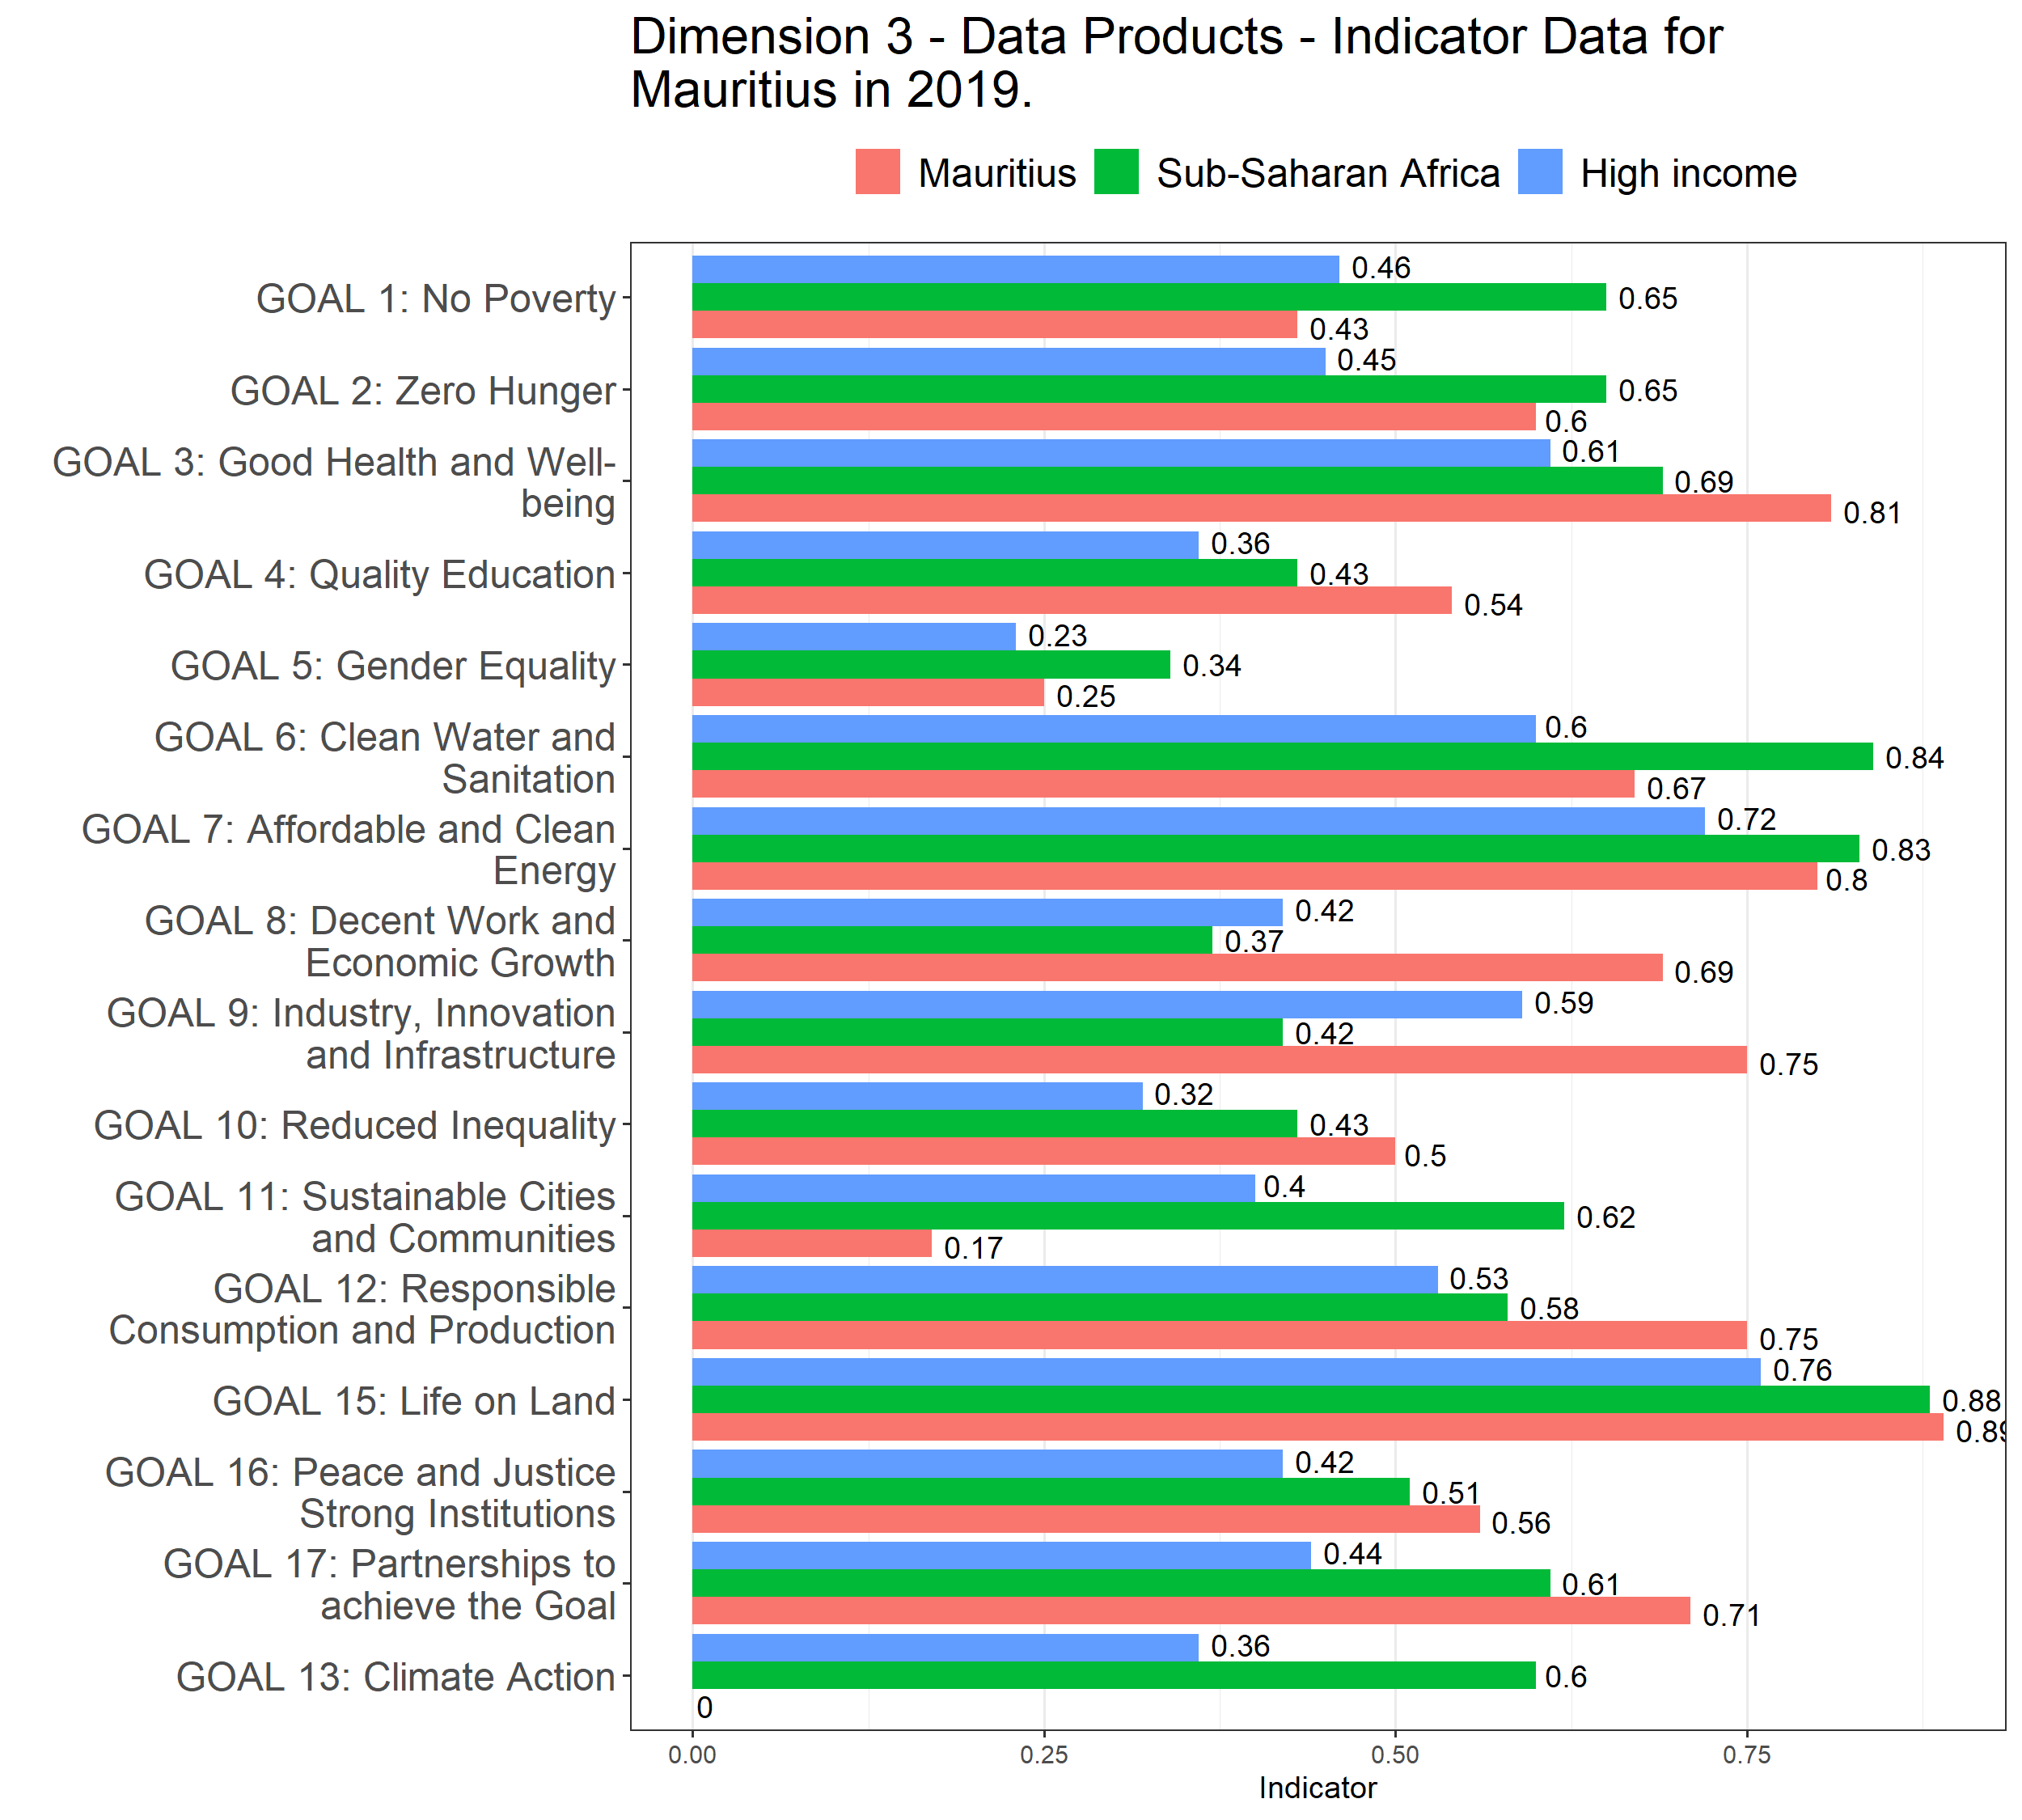 Dimension 3 - Data Products - Indicator Data for
Mauritius in 2019.
Mauritius
Sub-Saharan Africa
High income
GOAL 1: No Poverty
0.46
0.65
0.43
GOAL 2: Zero Hunger
0.45
0.65
0.6
GOAL 3: Good Health and Well-
being
0.61
0.69
0.81
GOAL 4: Quality Education
0.36
0.43
0.54
GOAL 5: Gender Equality
0.23
0.34
0.25
GOAL 6: Clean Water and
Sanitation
0.6
0.84
0.67
GOAL 7: Affordable and Clean
Energy
0.72
0.83
0.8
GOAL 8: Decent Work and
Economic Growth
0.42
0.37
0.69
GOAL 9: Industry, Innovation
and Infrastructure
0.59
0.42
0.75
GOAL 10: Reduced Inequality
0.32
0.43
0.5
GOAL 11: Sustainable Cities
and Communities
0.4
0.62
0.17
GOAL 12: Responsible
Consumption and Production
0.53
0.58
0.75
GOAL 15: Life on Land
0.76
0.88
0.89
GOAL 16: Peace and Justice
Strong Institutions
0.42
0.51
0.56
GOAL 17: Partnerships to
achieve the Goal
0.44
0.61
0.71
GOAL 13: Climate Action
0.36
0.6
0
0.00
0.25
0.50
0.75
Indicator